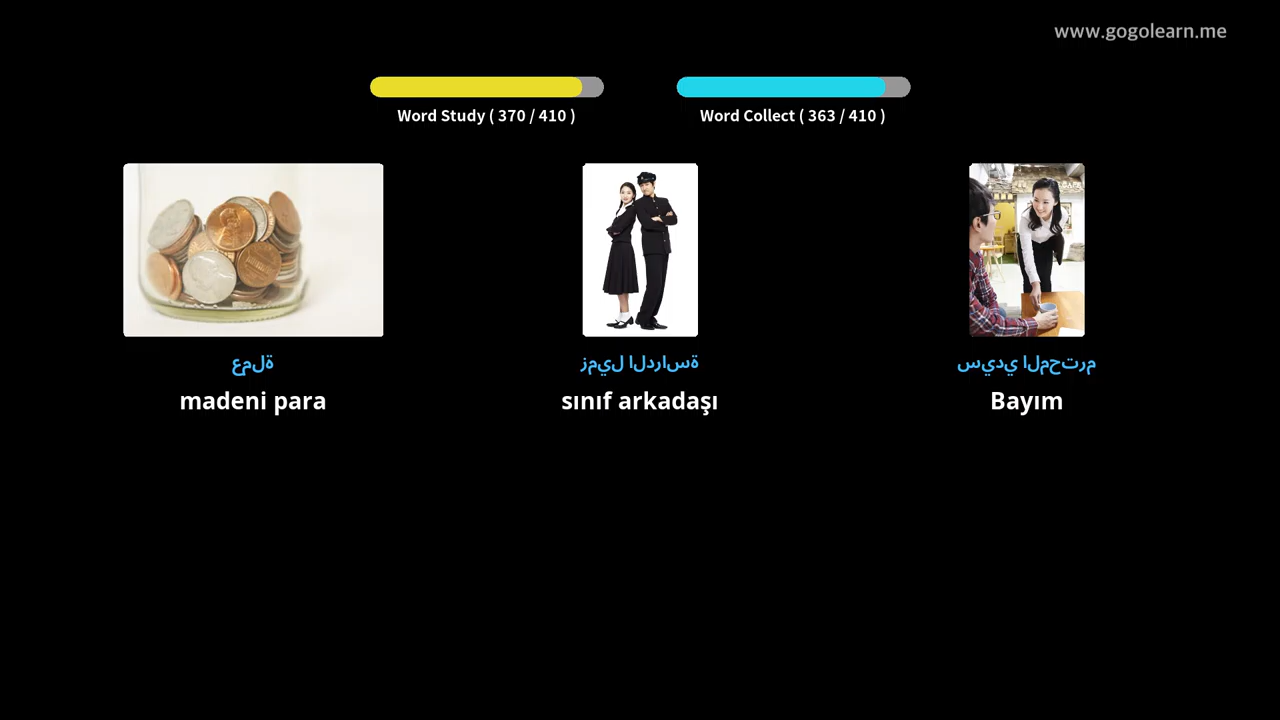 www.gogolearn.me
Word Study ( 370 / 410 )
Word Collect ( 363 / 410 )
عملة
زميل الدراسة
سيدي المحترم
madeni para
sınıf arkadaşı
Bayım